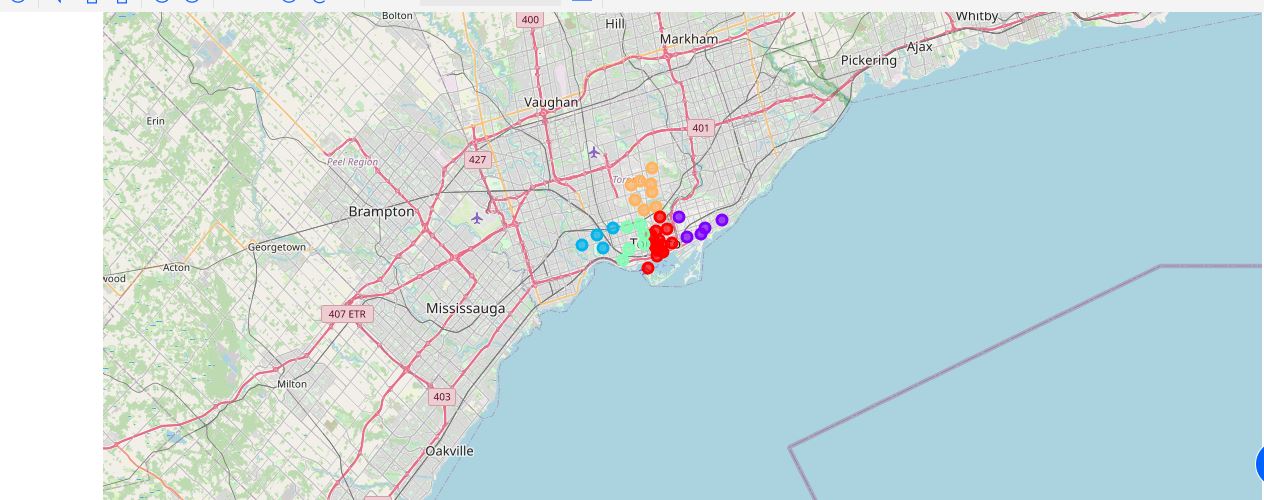 Bolton
400
Hill
Whitby
Markham
Ajax
Pickering
Vaughan
Erin
401
427
Peel Region
Brampton
Georgetown
Acton
wood
Mississauga
407 ETR
Milton
403
Oakville